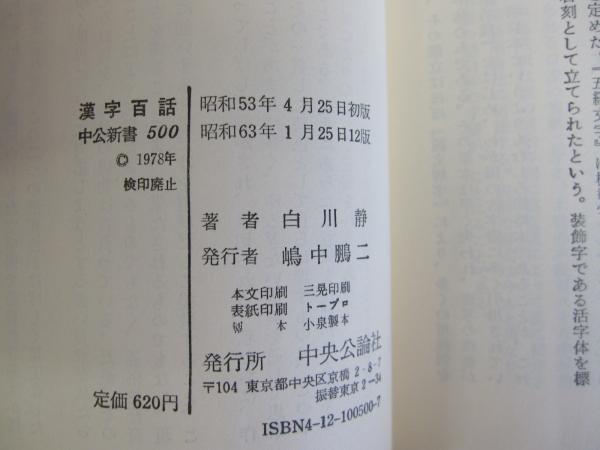 漢字百話
中公新書 500
© 1978年
検印廃止
定価 620円
昭和53年 4月25日初版
昭和63年 1月25日12版
著者 白川静
発行者 嶋中鵬二
本文印刷 三晃印刷
表紙印刷 トープロ
製本 小泉製本
発行所 中央公論社
〒104 東京都中央区京橋2-8-7
振替東京2-34
ISBN4-12-100500-7
石刻として立てられたという。装飾字である活字体を標